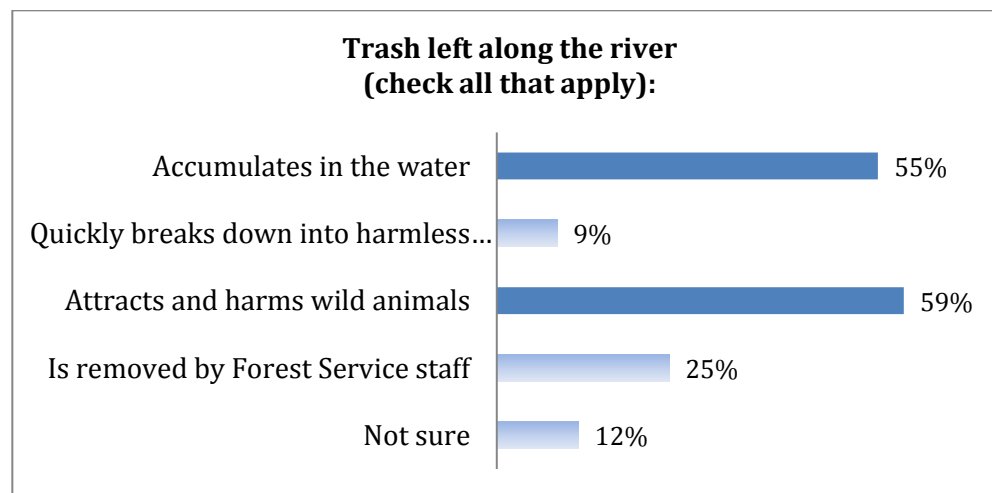 Trash left along the river
(check all that apply):
Accumulates in the water 55%
Quickly breaks down into harmless... 9%
Attracts and harms wild animals 59%
Is removed by Forest Service staff 25%
Not sure 12%